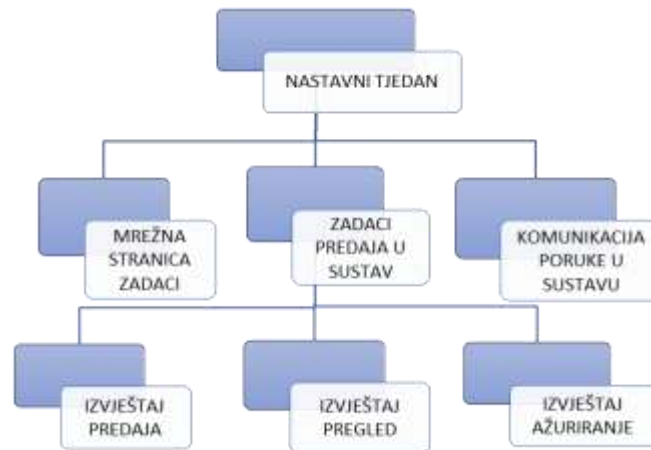 NASTAVNI TJEDAN
MREŽNA
STRANICA
ZADACI
ZADACI
PREDAJA U
SUSTAV
KOMUNIKACIJA
PORUKE U
SUSTAVU
IZVJEŠTAJ
PREDAJA
IZVJEŠTAJ
PREGLED
IZVJEŠTAJ
AŽURIRANJE